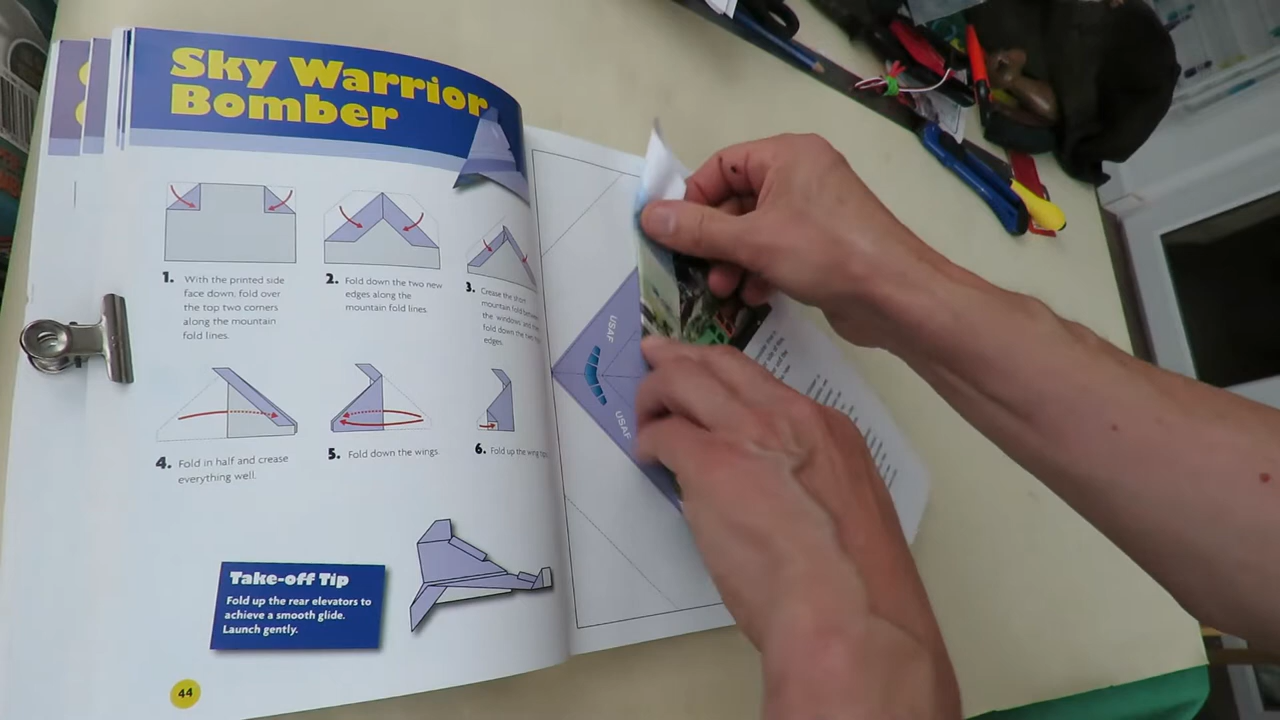 Sky Warrior
Bomber
1. With the printed side
face down, fold over
the top two corners
along the mountain
fold lines.
2. Fold down the two new
edges along the
mountain fold lines.
3. Crease the short
mountain fold
the windows and
fold down the
edges.
4. Fold in half and crease
everything well.
5. Fold down the wings
6. Fold up the wing
Take-off Tip
Fold up the rear elevators to
achieve a smooth glide.
Launch gently.
44
USAF
USAF